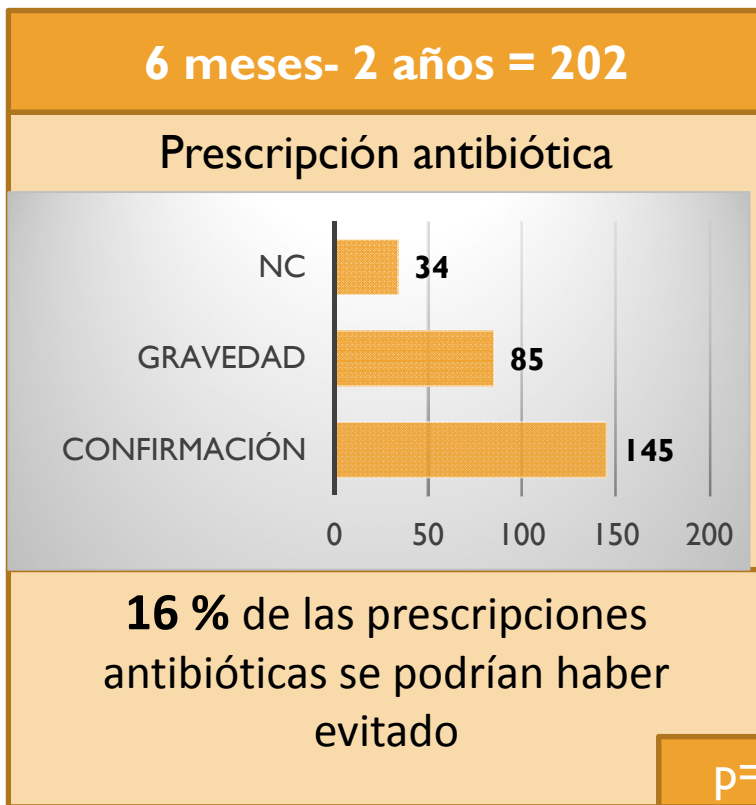 6 meses- 2 años = 202
Prescripción antibiótica
NC 34
GRAVEDAD 85
CONFIRMACIÓN 145
0 50 100 150 200
16 % de las prescripciones
antibióticas se podrían haber
evitado
p=